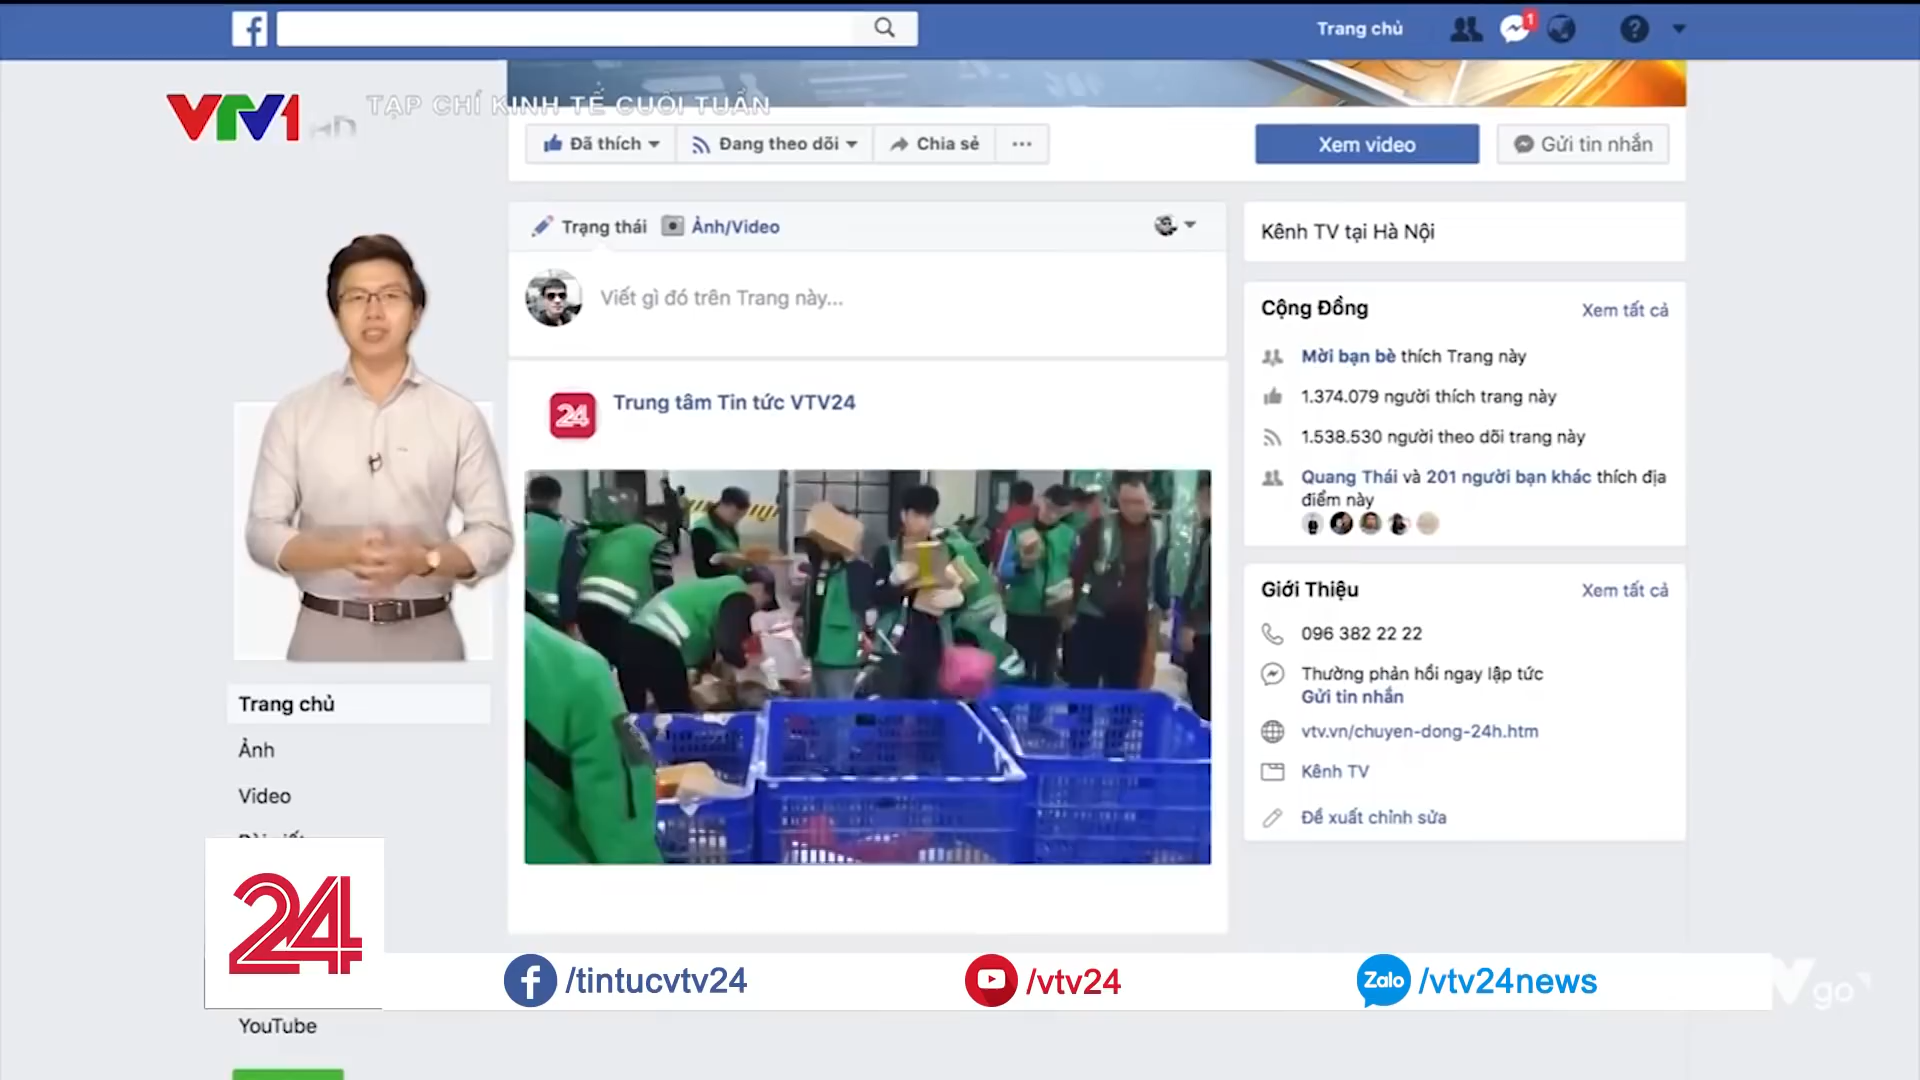 Trang chủ
1
VTV1
HD
TẠP CHÍ KINH TẾ CUỐI TUẦN
Đã thích
Đang theo dõi
Chia sẻ
Xem video
Gửi tin nhắn
Trạng thái
Ảnh/Video
Viết gì đó trên Trang này...
24
Trung tâm Tin tức VTV24
Kênh TV tại Hà Nội
Cộng Đồng
Xem tất cả
Mời bạn bè thích Trang này
1.374.079 người thích trang này
1.538.530 người theo dõi trang này
Quang Thái và 201 người bạn khác thích địa
điểm này
Giới Thiệu
Xem tất cả
096 382 22 22
Thường phản hồi ngay lập tức
Gửi tin nhắn
vtv.vn/chuyen-dong-24h.htm
Kênh TV
Đề xuất chỉnh sửa
Trang chủ
Ảnh
Video
24
/tintucvtv24
/vtv24
Zalo
/vtv24news
go
YouTube